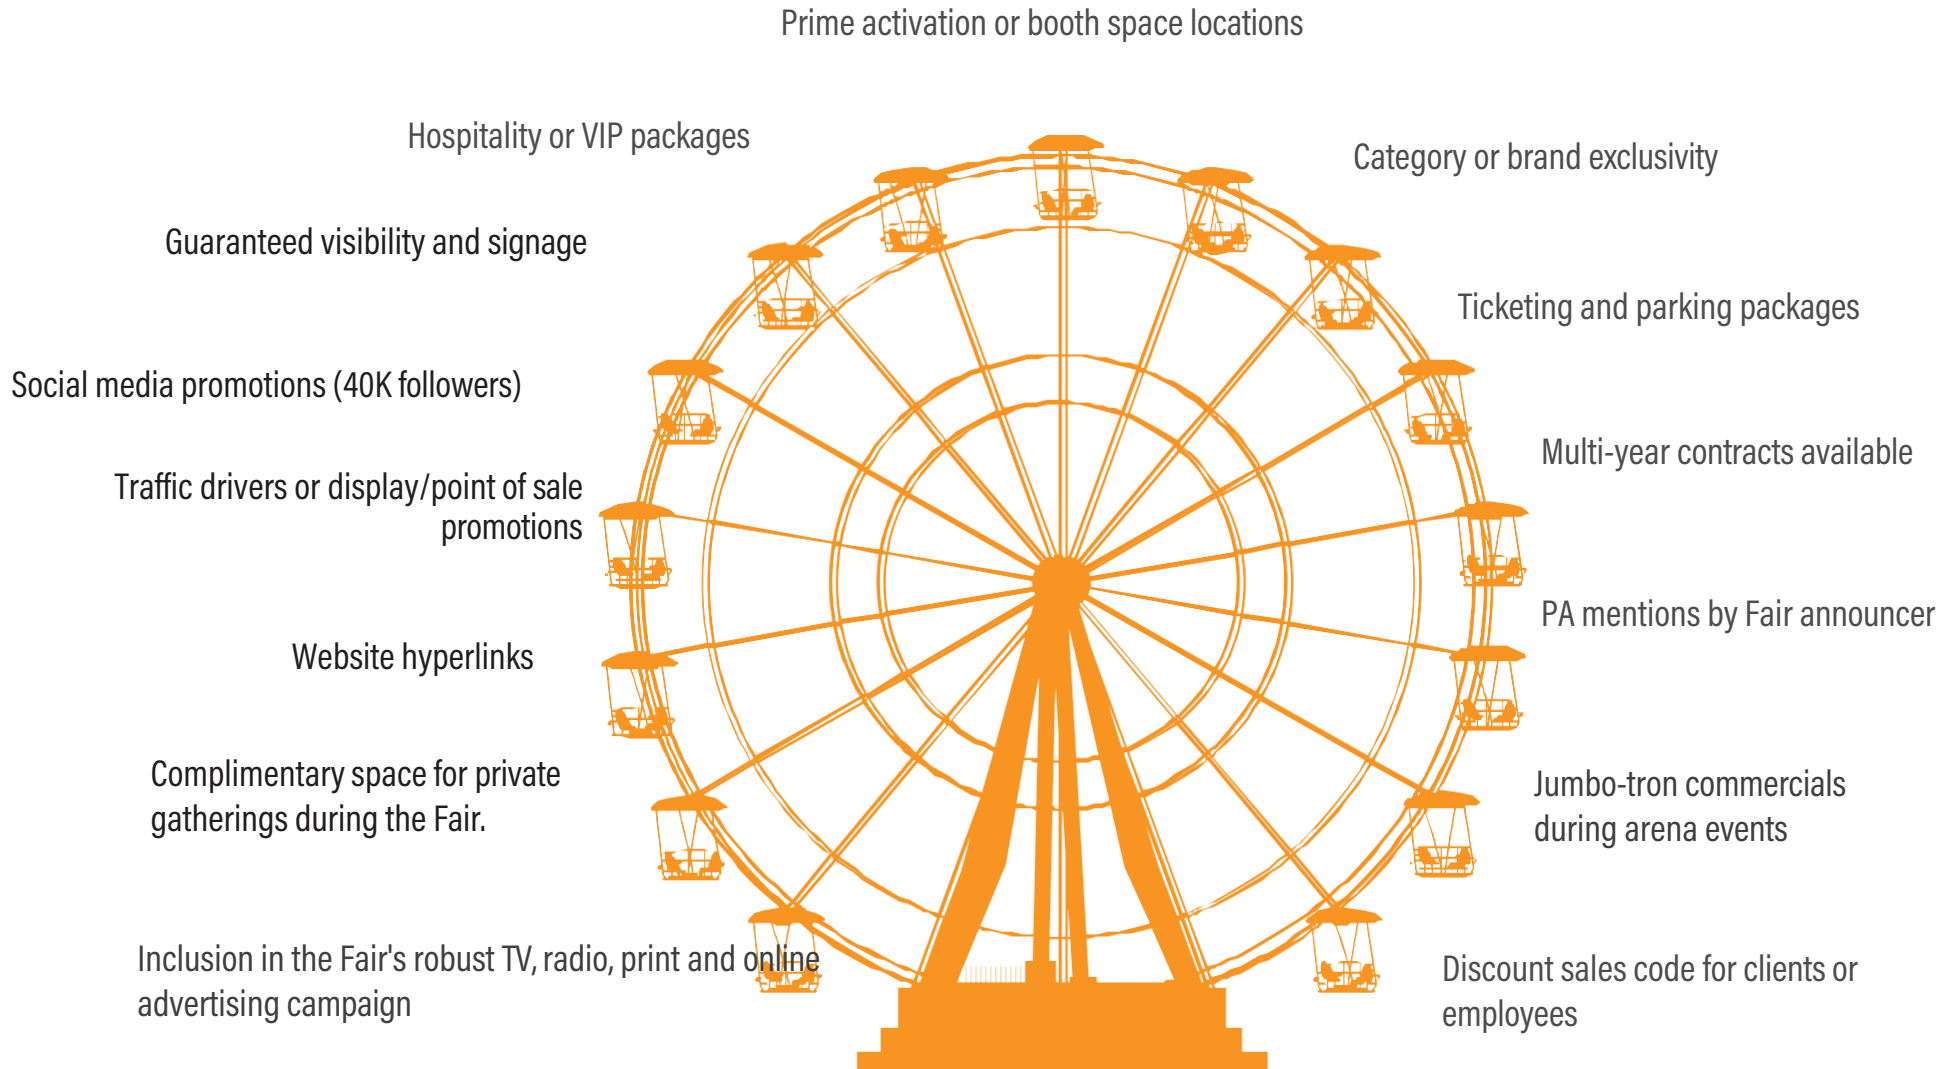 Prime activation or booth space locations
Hospitality or VIP packages
Category or brand exclusivity
Guaranteed visibility and signage
Ticketing and parking packages
Social media promotions (40K followers)
Multi-year contracts available
Traffic drivers or display/point of sale
promotions
PA mentions by Fair announcer
Website hyperlinks
Complimentary space for private
gatherings during the Fair.
Jumbo-tron commercials
during arena events
Inclusion in the Fair's robust TV, radio, print and online
advertising campaign
Discount sales code for clients or
employees